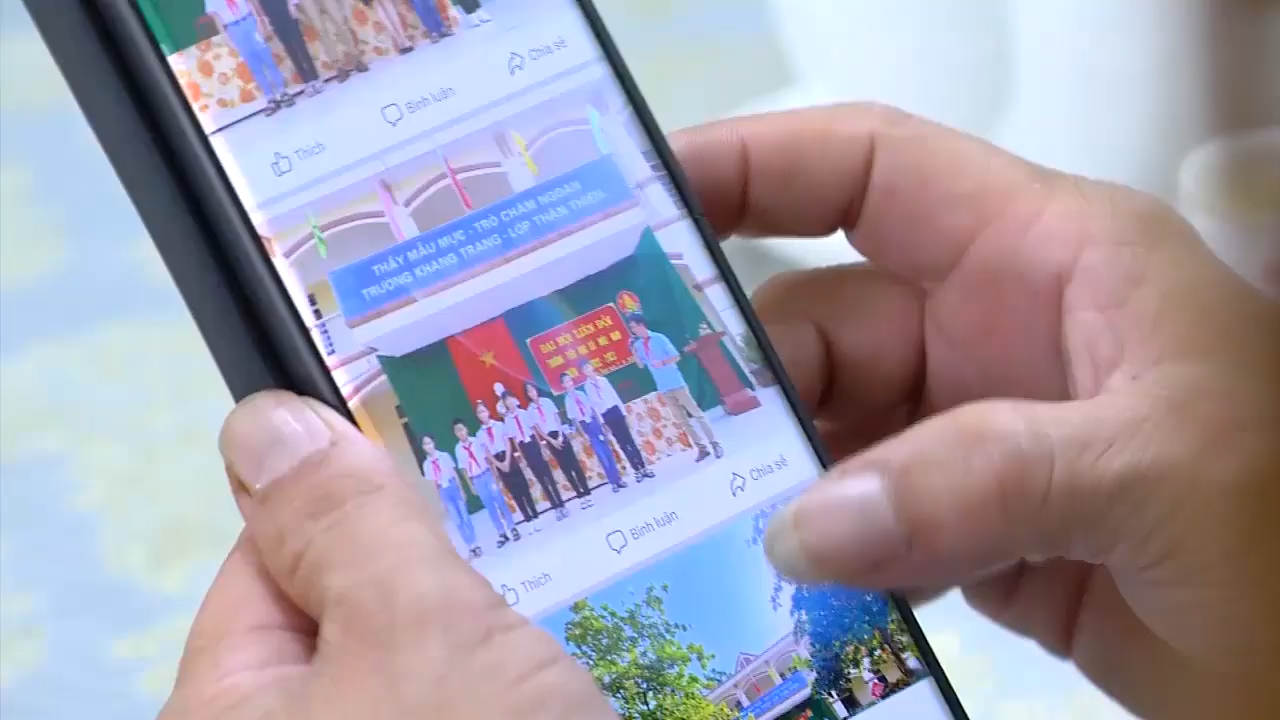 Thích
Bình luận
Chia sẻ
THẦY MẪU MỰC - TRÒ CHĂM NGOAN
TRƯỜNG KHANG TRANG - LỚP THÂN THIỆN
ĐẠI HỘI LIÊN ĐỘI
Thích
Bình luận
Chia sẻ